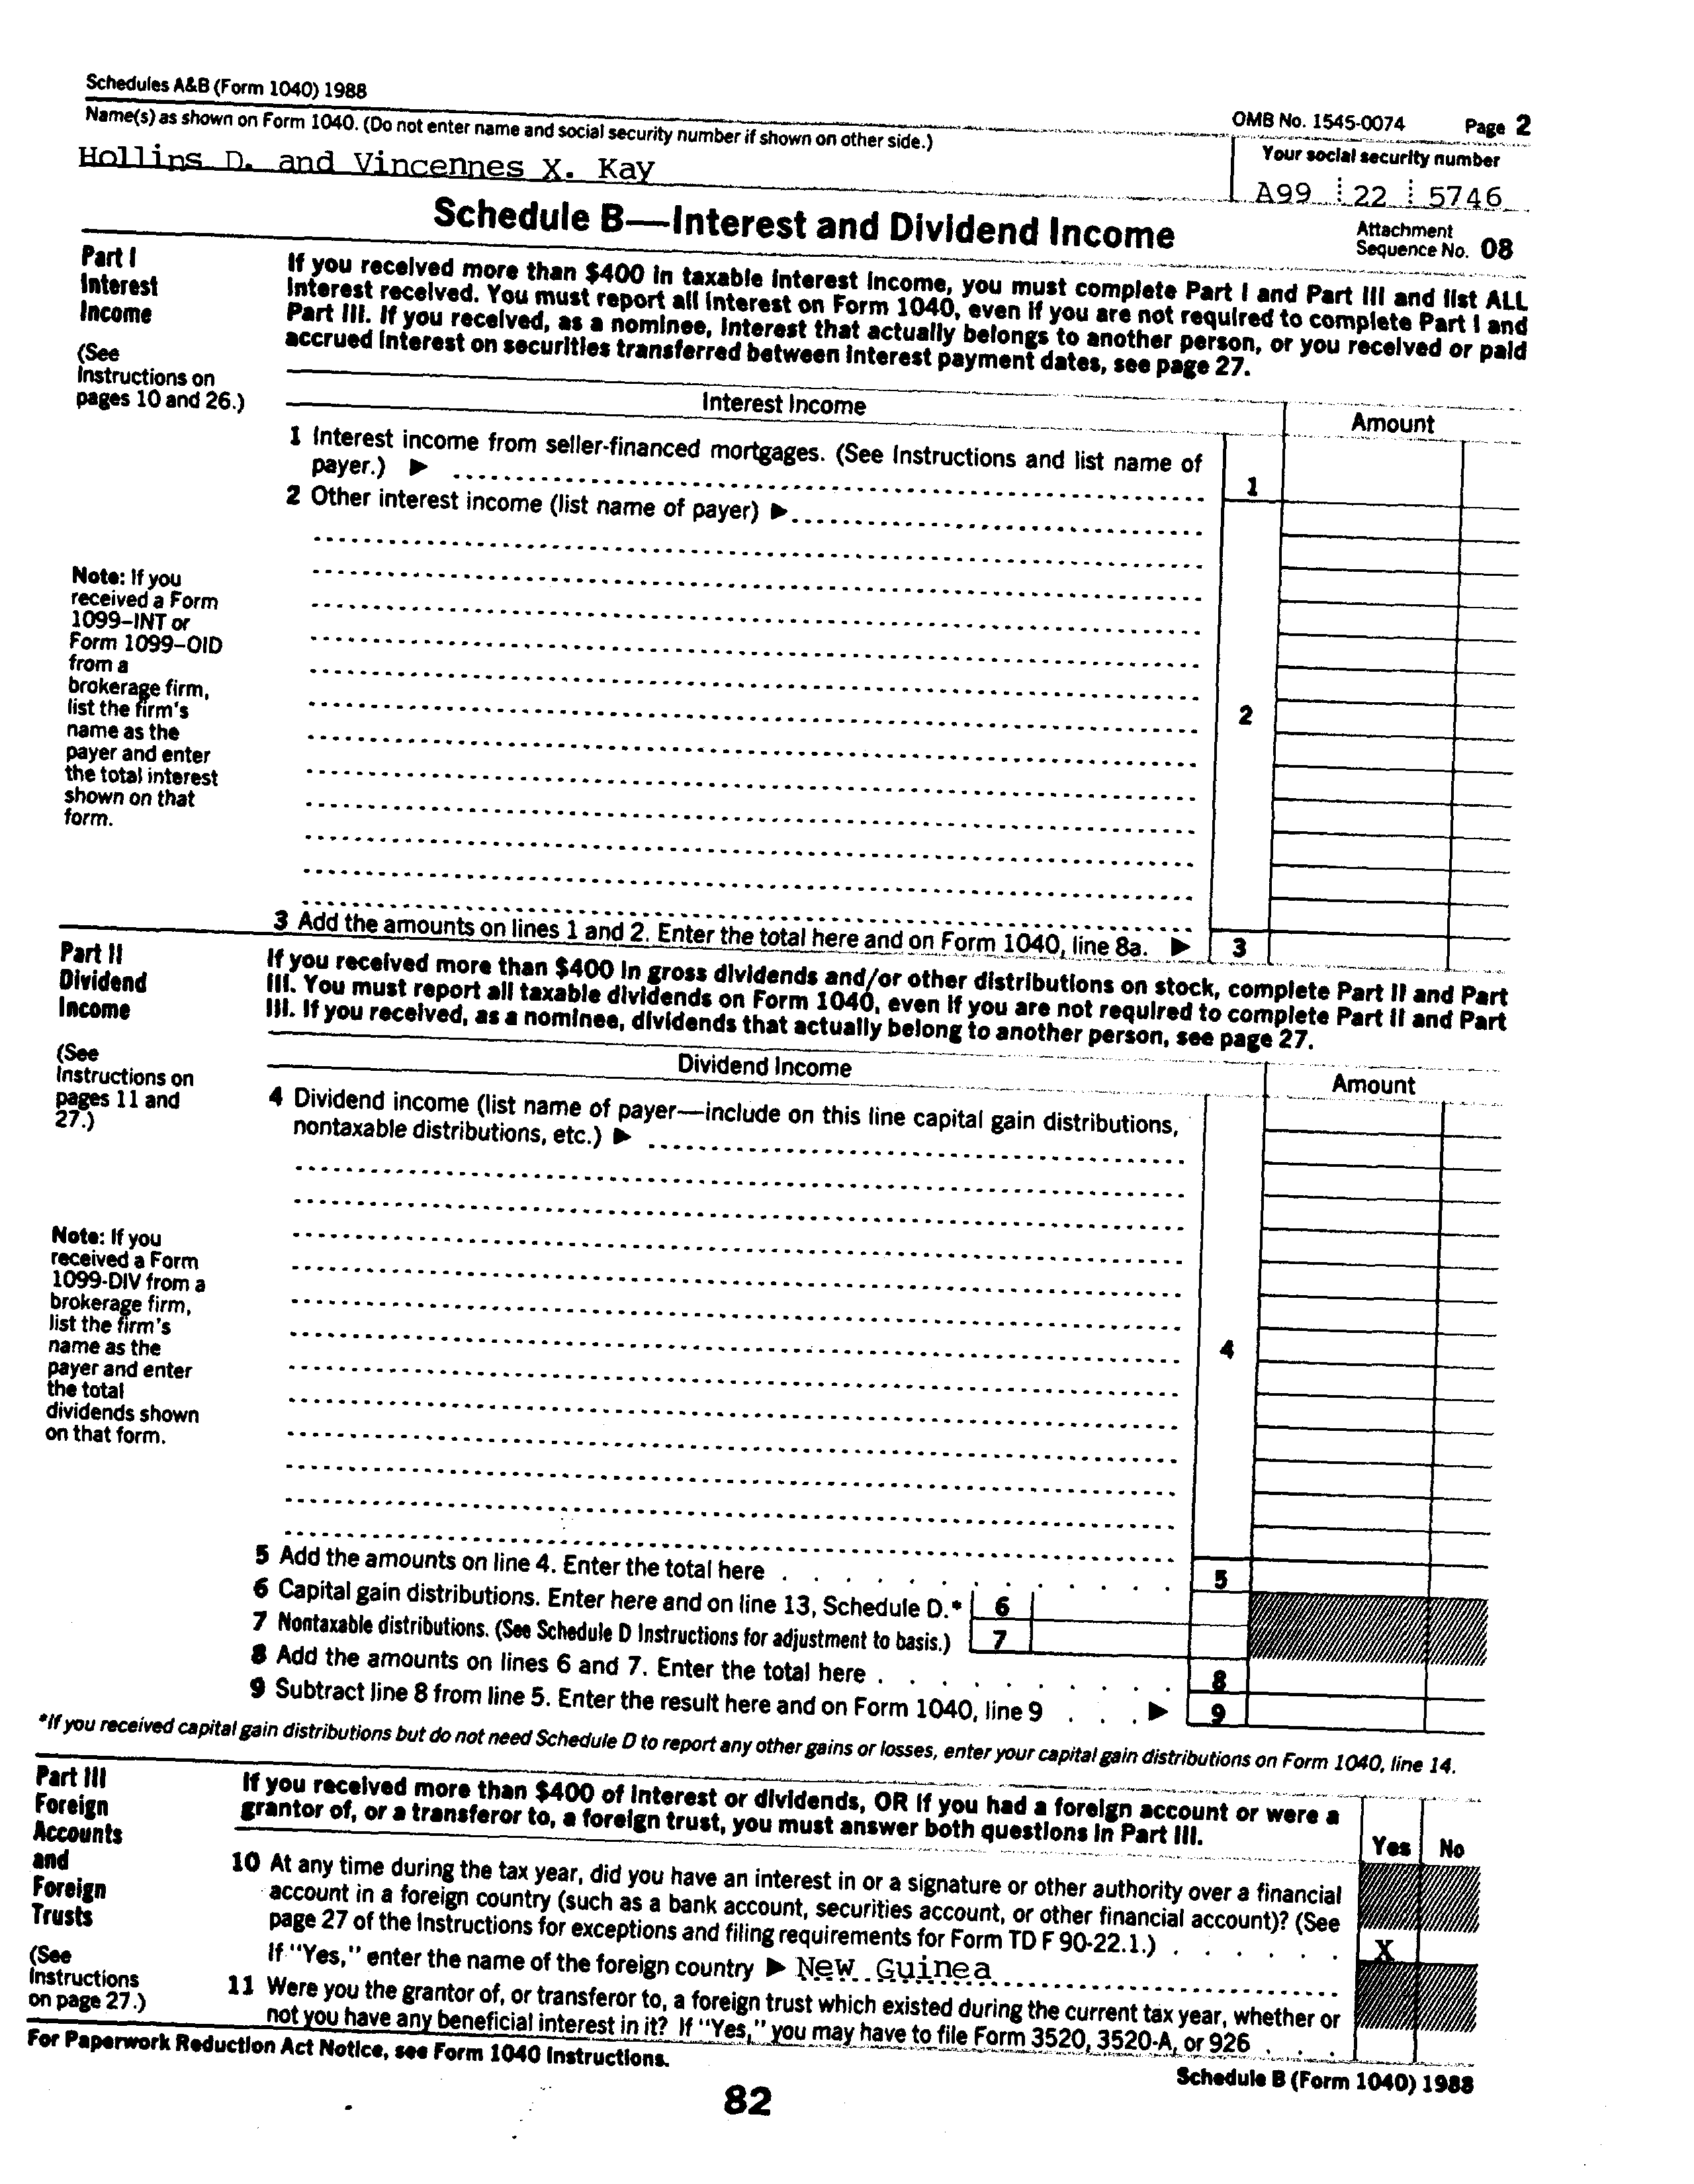 Schedules A&B (Form 1040) 1988
OMB No. 1545-0074 Page 2
Name(s) as shown on Form 1040. (Do not enter name and social security number if shown on other side.)
Your social security number
Hollins D. and Vincennes X. Kay
A99 22 5746
Schedule B—Interest and Dividend Income
Attachment
Sequence No. 08
Part I
Interest
Income
(See
Instructions on
pages 10 and 26.)
If you received more than $400 in taxable interest income, you must complete Part I and Part III and list ALL
interest received. You must report all interest on Form 1040, even if you are not required to complete Part I and
Part III. If you received, as a nominee, interest that actually belongs to another person, or you received or paid
accrued interest on securities transferred between interest payment dates, see page 27.
Interest Income
Amount
1 Interest income from seller-financed mortgages. (See Instructions and list name of
payer.) ▶
1
2 Other interest income (list name of payer) ▶
Note: If you
received a Form
1099–INT or
Form 1099–OID
from a
brokerage firm,
list the firm's
name as the
payer and enter
the total interest
shown on that
form.
2
3 Add the amounts on lines 1 and 2. Enter the total here and on Form 1040, line 8a. ▶ 3
Part II
Dividend
Income
(See
Instructions on
pages 11 and
27.)
If you received more than $400 in gross dividends and/or other distributions on stock, complete Part II and Part
III. You must report all taxable dividends on Form 1040, even if you are not required to complete Part II and Part
III. If you received, as a nominee, dividends that actually belong to another person, see page 27.
Dividend Income
Amount
4 Dividend income (list name of payer—include on this line capital gain distributions,
nontaxable distributions, etc.) ▶
Note: If you
received a Form
1099-DIV from a
brokerage firm,
list the firm's
name as the
payer and enter
the total
dividends shown
on that form.
4
5 Add the amounts on line 4. Enter the total here . . . . . . . . . . . . . 5
6 Capital gain distributions. Enter here and on line 13, Schedule D.* 6
7 Nontaxable distributions. (See Schedule D Instructions for adjustment to basis.) 7
8 Add the amounts on lines 6 and 7. Enter the total here . . . . . . . . . . 8
9 Subtract line 8 from line 5. Enter the result here and on Form 1040, line 9 . . . ▶ 9
*If you received capital gain distributions but do not need Schedule D to report any other gains or losses, enter your capital gain distributions on Form 1040, line 14.
Part III
Foreign
Accounts
and
Foreign
Trusts
(See
Instructions
on page 27.)
If you received more than $400 of interest or dividends, OR if you had a foreign account or were a
grantor of, or a transferor to, a foreign trust, you must answer both questions in Part III.
Yes No
10 At any time during the tax year, did you have an interest in or a signature or other authority over a financial
account in a foreign country (such as a bank account, securities account, or other financial account)? (See
page 27 of the Instructions for exceptions and filing requirements for Form TD F 90-22.1.) . . . . . . X
If "Yes," enter the name of the foreign country ▶ New Guinea
11 Were you the grantor of, or transferor to, a foreign trust which existed during the current tax year, whether or
not you have any beneficial interest in it? If "Yes," you may have to file Form 3520, 3520-A, or 926 . . .
For Paperwork Reduction Act Notice, see Form 1040 Instructions.
Schedule B (Form 1040) 1988
82